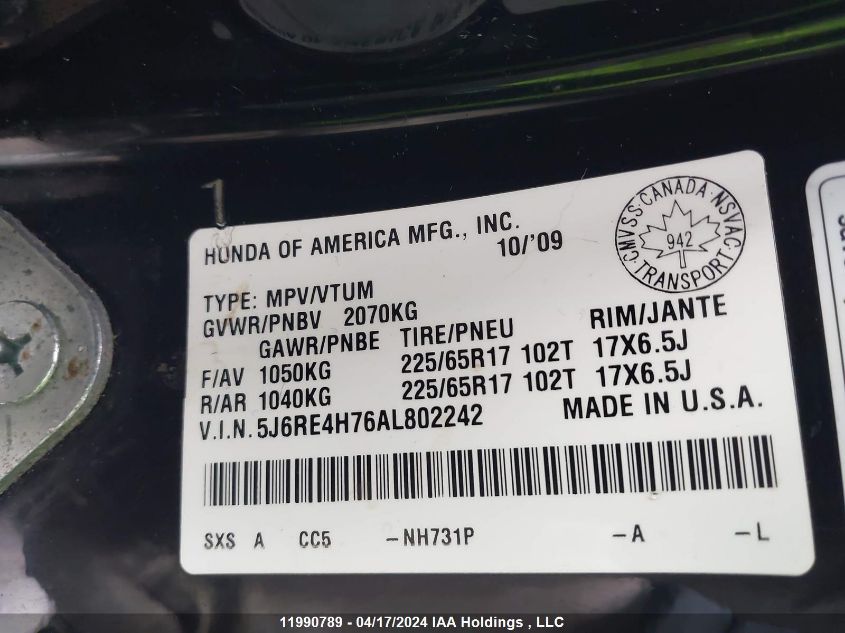 1
HONDA OF AMERICA MFG., INC.
10/'09
CMVSS·CANADA·NSVAC·TRANSPORT·
942
TYPE: MPV/VTUM
GVWR/PNBV 2070KG
GAWR/PNBE TIRE/PNEU RIM/JANTE
F/AV 1050KG 225/65R17 102T 17X6.5J
R/AR 1040KG 225/65R17 102T 17X6.5J
V.I.N. 5J6RE4H76AL802242 MADE IN U.S.A.
SXS A CC5 -NH731P -A -L
11990789 - 04/17/2024 IAA Holdings , LLC